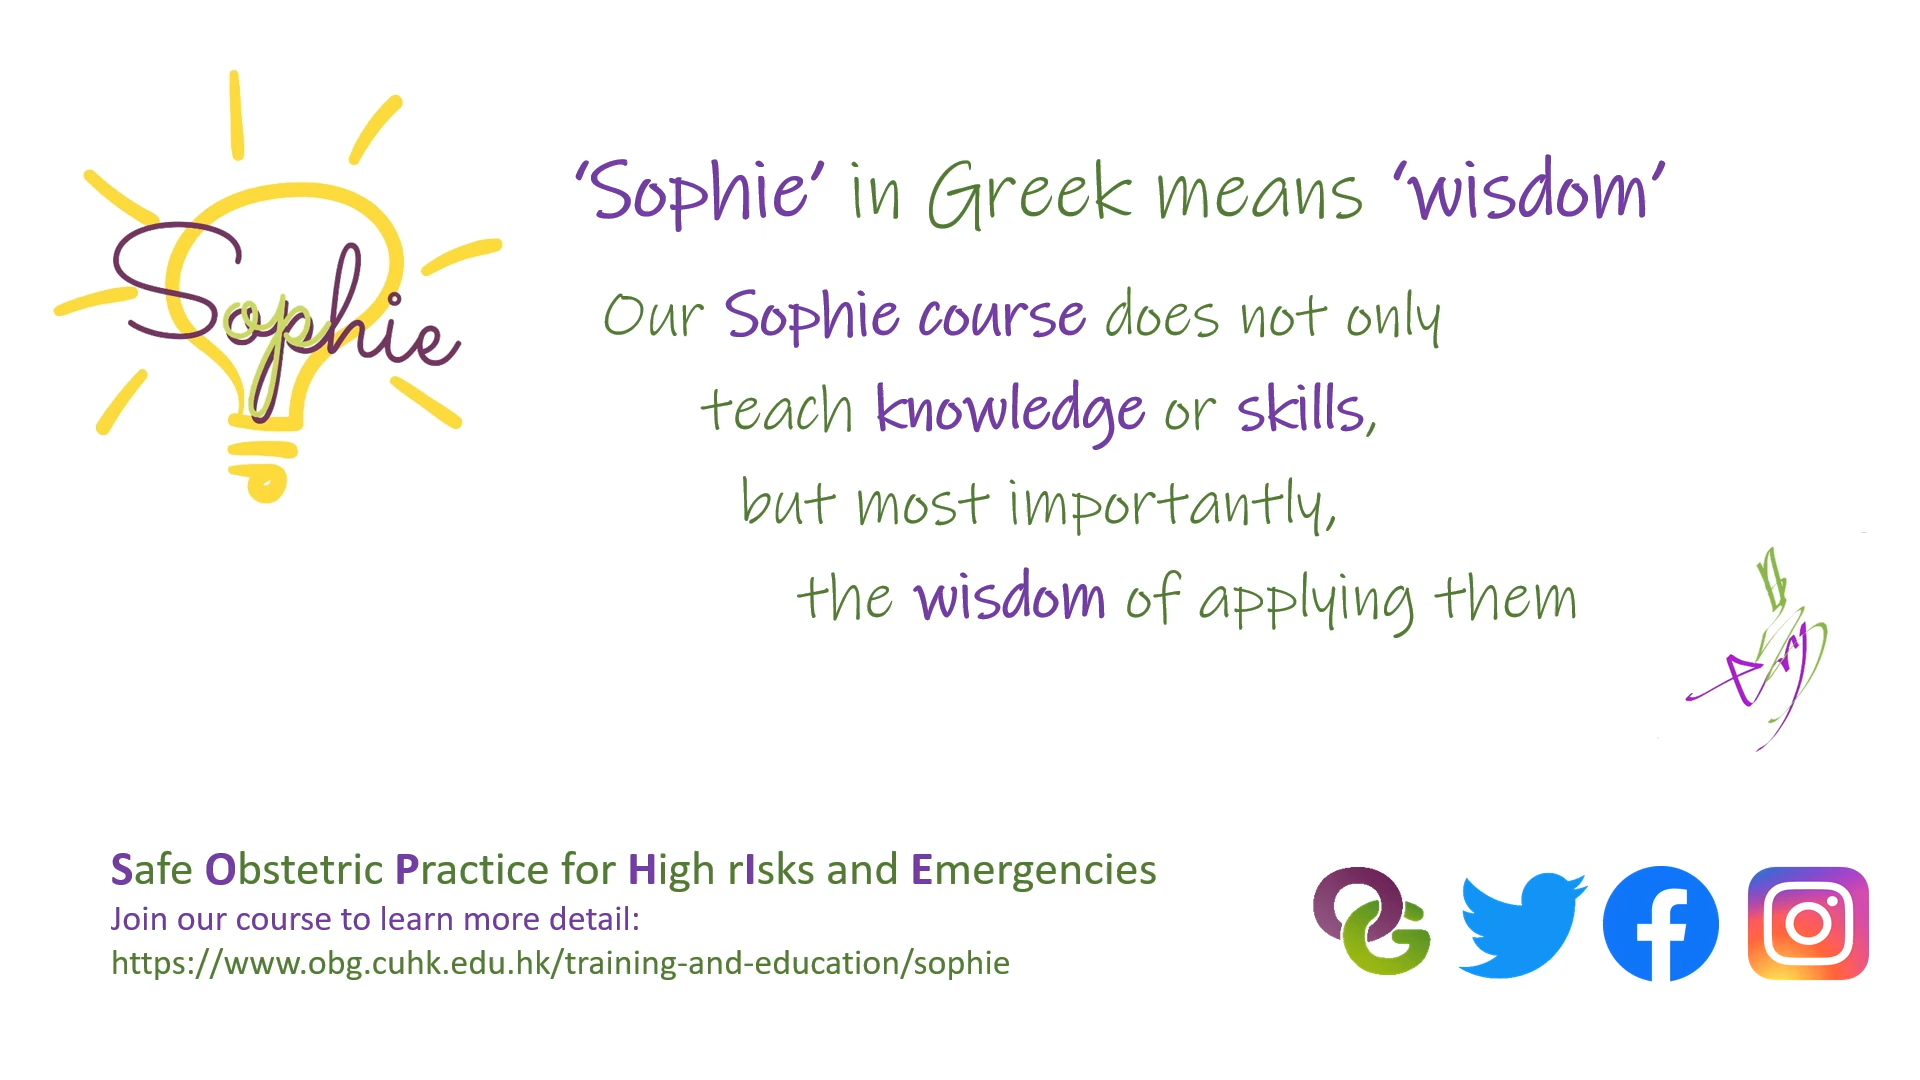 Sophie
‘Sophie’ in Greek means ‘wisdom’
Our Sophie course does not only
teach knowledge or skills,
but most importantly,
the wisdom of applying them
Safe Obstetric Practice for High rIsks and Emergencies
Join our course to learn more detail:
https://www.obg.cuhk.edu.hk/training-and-education/sophie
OG